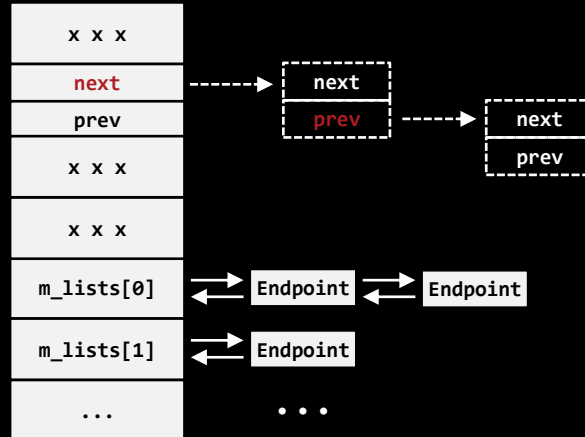 x x x
next
next
prev
prev
next
prev
x x x
x x x
m_lists[0]
Endpoint
Endpoint
m_lists[1]
Endpoint
...
...